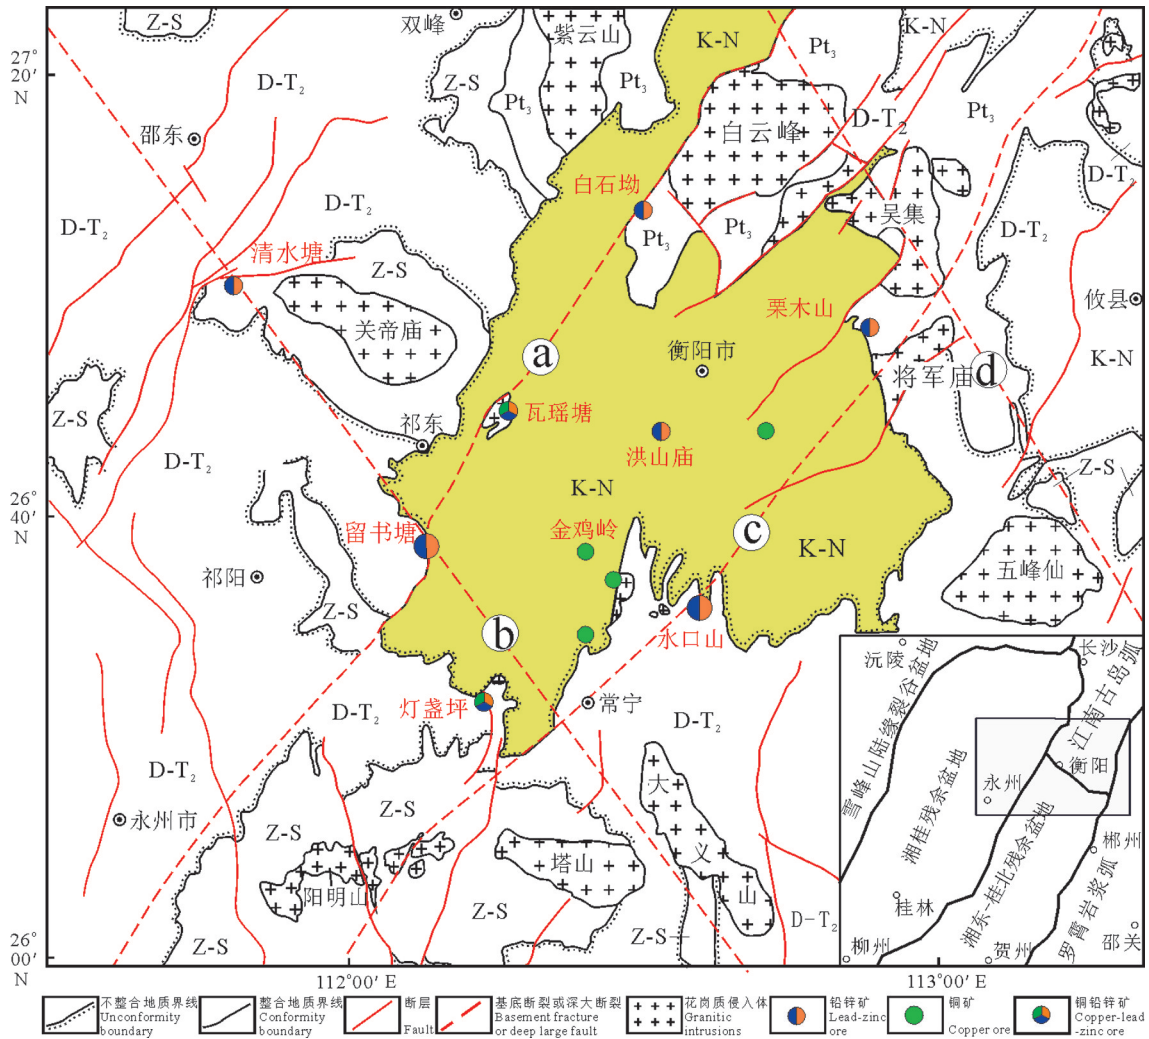 Z-S
双峰
紫云山
K-N
K-N
27°
20′
N
D-T₂
Z-S
Pt₃
Pt₃
Pt₃
邵东
白云峰
D-T₂
D-T₂
白石坳
D-T₂
清水塘
Z-S
Pt₃
Pt₃
吴集
D-T₂
关帝庙
栗木山
攸县
a
衡阳市
将军庙
d
K-N
Z-S
祁东
瓦瑶塘
洪山庙
D-T₂
Z-S
26°
40′
N
K-N
留书塘
金鸡岭
c
K-N
五峰仙
祁阳
Z-S
b
水口山
灯盏坪
常宁
D-T₂
D-T₂
D-T₂
永州市
Z-S
Z-S
大
义
山
塔山
阳明山
Z-S
Z-S
Z-S
D-T₂
26°
00′
N
112°00′ E
113°00′ E
沅陵
长沙
雪峰山陆缘裂谷盆地
江南古岛弧
湘桂残余盆地
衡阳
永州
湘东-桂北残余盆地
郴州
罗霄岩浆弧
桂林
柳州
贺州
邵关
不整合地质界线
Unconformity
boundary
整合地质界线
Conformity
boundary
断层
Fault
基底断裂或深大断裂
Basement fracture
or deep large fault
花岗质侵入体
Granitic
intrusions
铅锌矿
Lead-zinc
ore
铜矿
Copper ore
铜铅锌矿
Copper-lead
-zinc ore